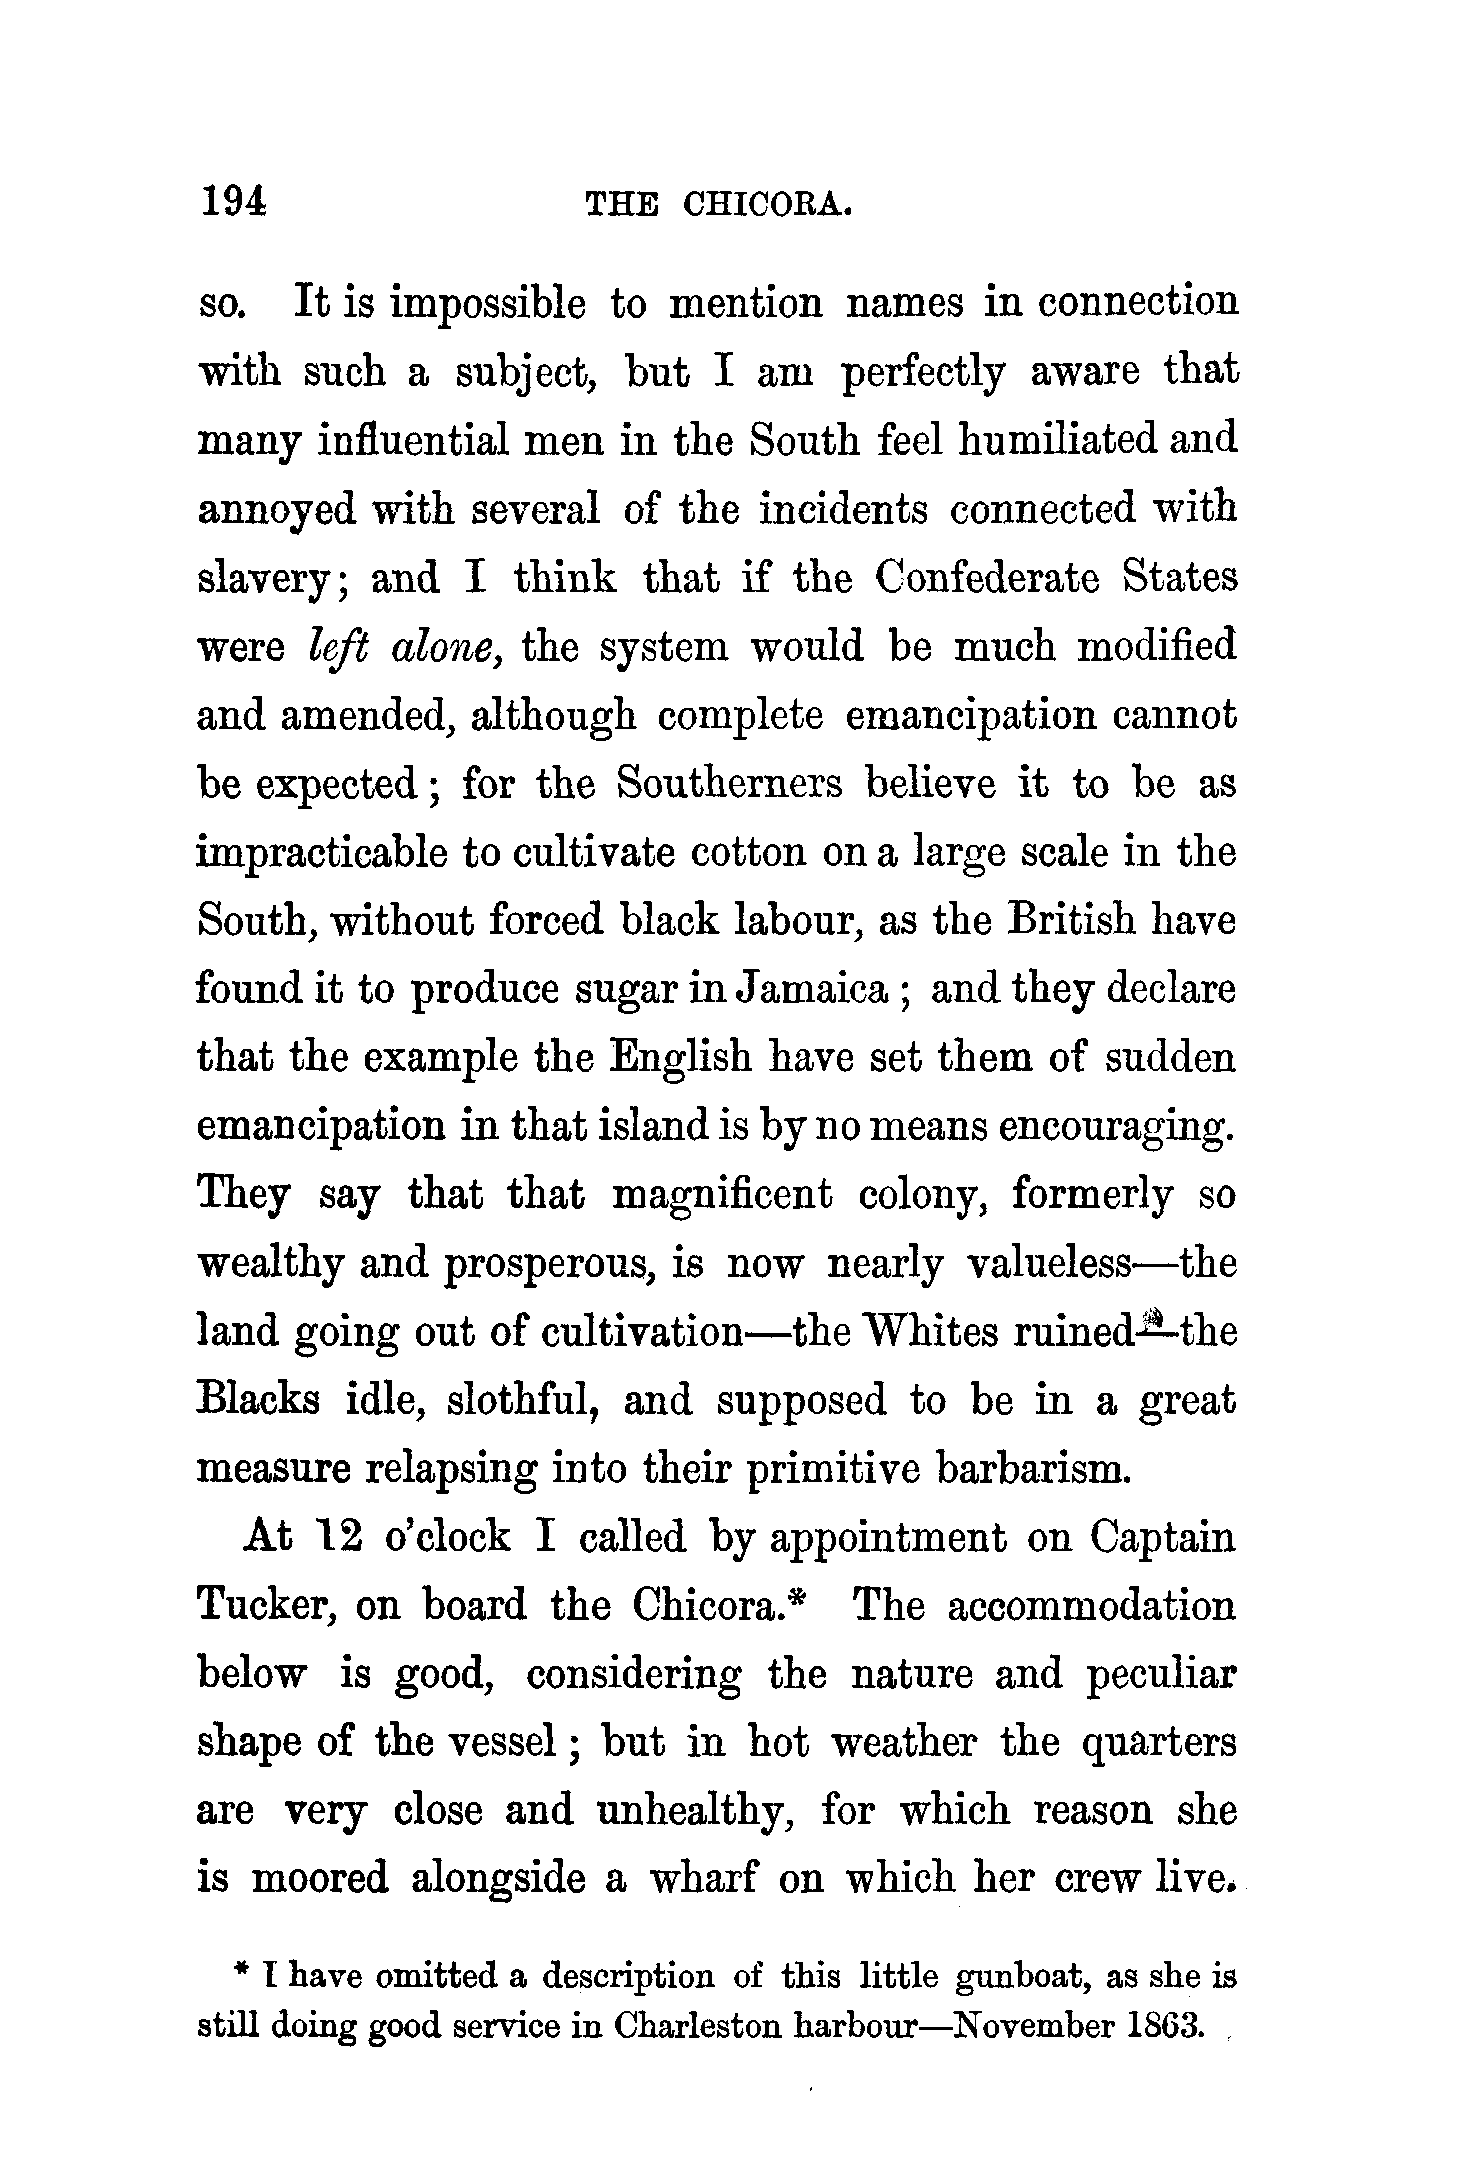 194 THE CHICORA.
so. It is impossible to mention names in connection
with such a subject, but I am perfectly aware that
many influential men in the South feel humiliated and
annoyed with several of the incidents connected with
slavery; and I think that if the Confederate States
were left alone, the system would be much modified
and amended, although complete emancipation cannot
be expected; for the Southerners believe it to be as
impracticable to cultivate cotton on a large scale in the
South, without forced black labour, as the British have
found it to produce sugar in Jamaica; and they declare
that the example the English have set them of sudden
emancipation in that island is by no means encouraging.
They say that that magnificent colony, formerly so
wealthy and prosperous, is now nearly valueless—the
land going out of cultivation—the Whites ruined—the
Blacks idle, slothful, and supposed to be in a great
measure relapsing into their primitive barbarism.
At 12 o'clock I called by appointment on Captain
Tucker, on board the Chicora.* The accommodation
below is good, considering the nature and peculiar
shape of the vessel; but in hot weather the quarters
are very close and unhealthy, for which reason she
is moored alongside a wharf on which her crew live.
* I have omitted a description of this little gunboat, as she is
still doing good service in Charleston harbour—November 1863.